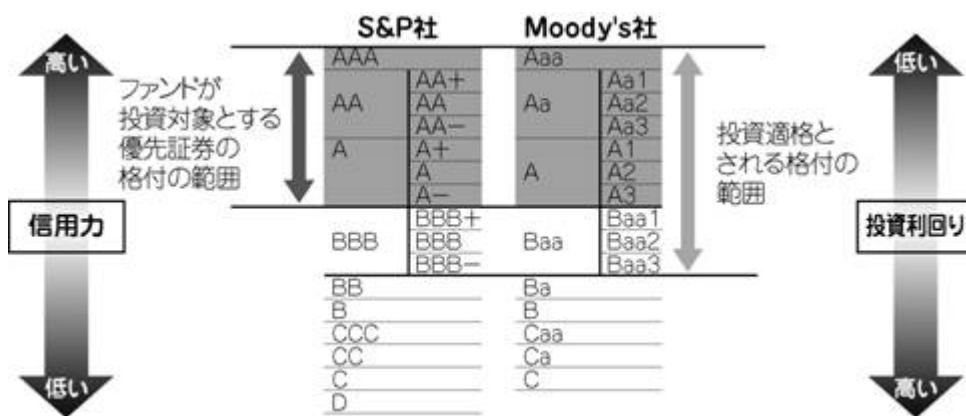 S&P社
Moody's社
高い
低い
ファンドが
投資対象とする
優先証券の
格付の範囲
信用力
低い
AAA
AA
AA+
AA
AA−
A
A+
A
A−
BBB
BBB+
BBB
BBB−
BB
B
CCC
CC
C
D
Aaa
Aa
Aa1
Aa2
Aa3
A
A1
A2
A3
Baa
Baa1
Baa2
Baa3
Ba
B
Caa
Ca
C
投資適格と
される格付の
範囲
投資利回り
高い